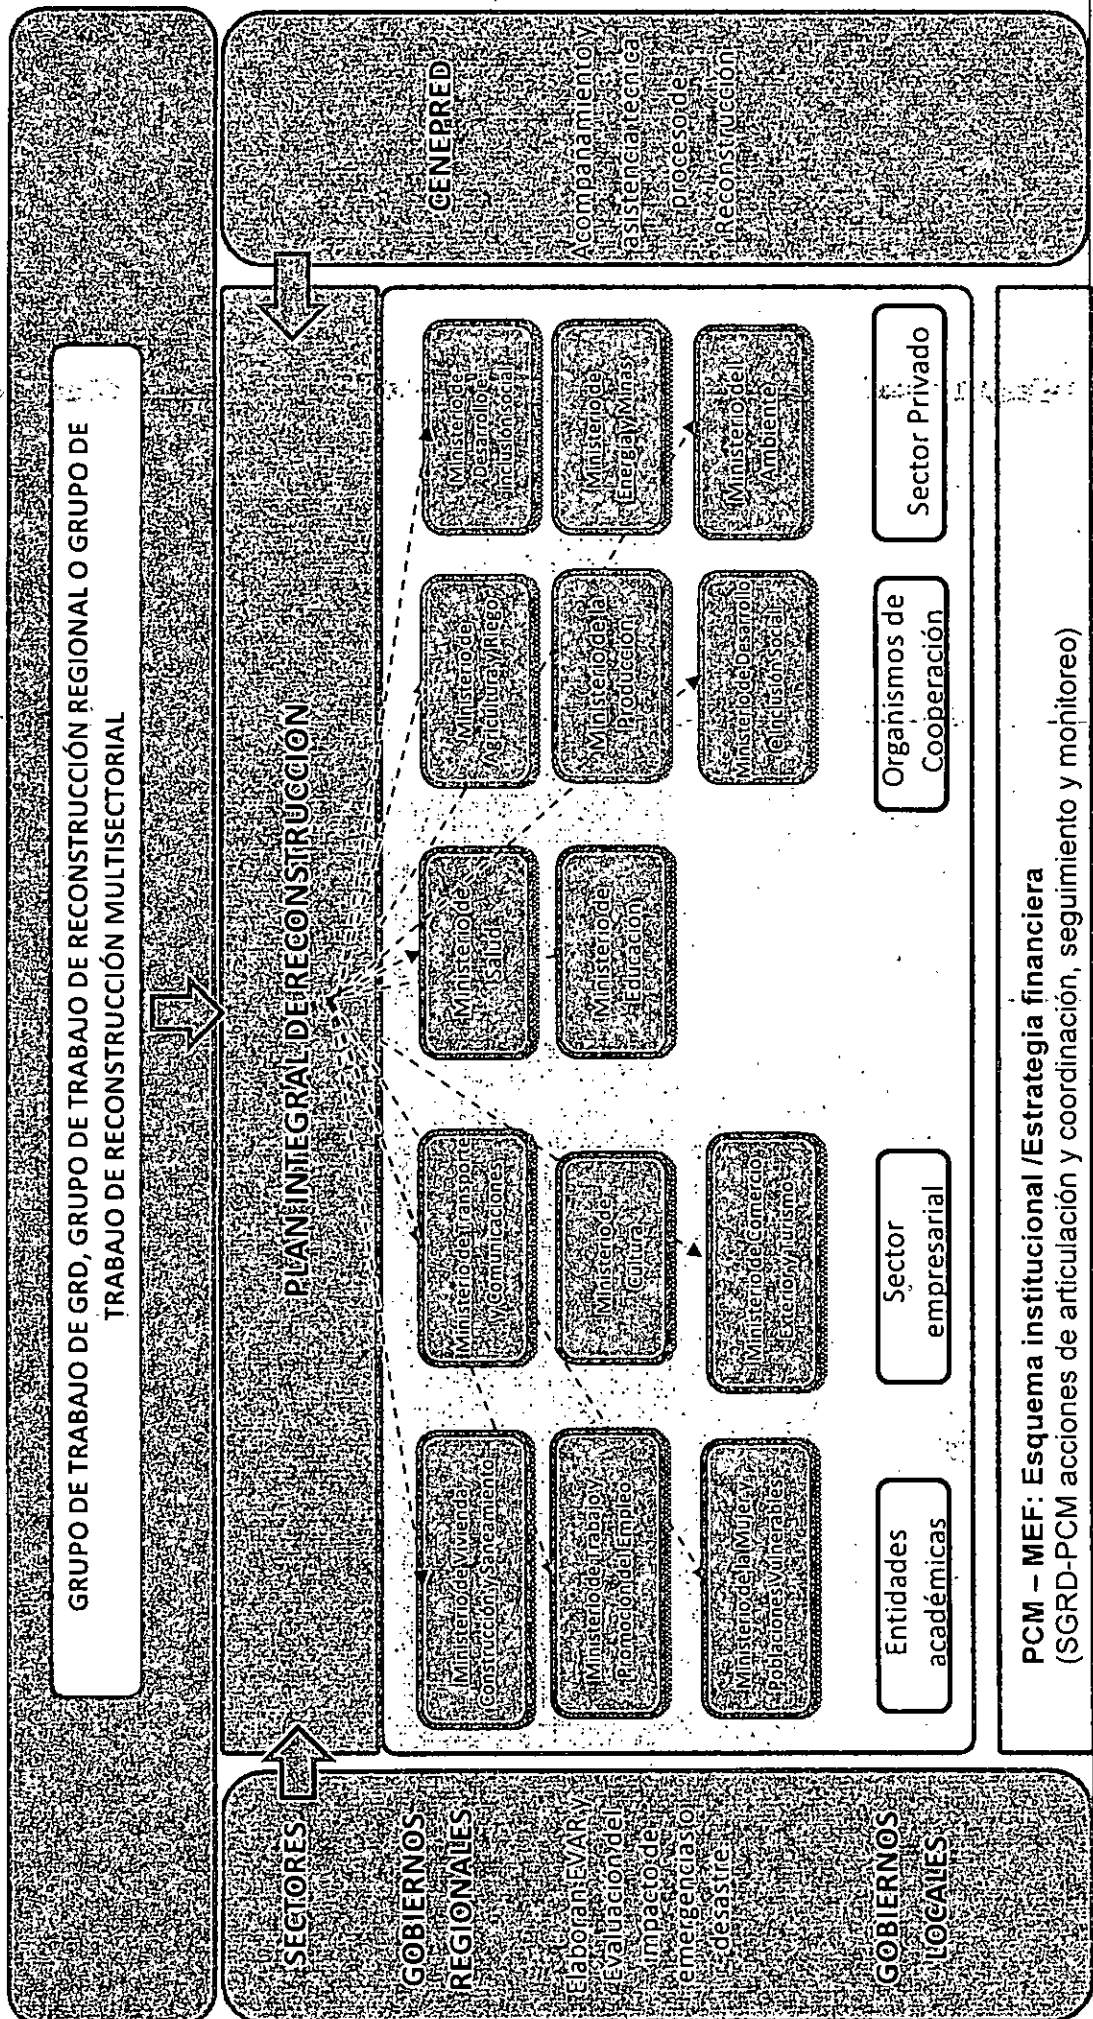 GRUPO DE TRABAJO DE GRD, GRUPO DE TRABAJO DE RECONSTRUCCIÓN REGIONAL O GRUPO DE
TRABAJO DE RECONSTRUCCIÓN MULTISECTORIAL
SECTORES
GOBIERNOS
REGIONALES
Elaboran EVAR y
Evaluación del
impacto de
emergencias o
desastre
GOBIERNOS
LOCALES
PLAN INTEGRAL DE RECONSTRUCCIÓN
Ministerio de Vivienda
Construcción y Saneamiento
Ministerio de Transporte
y Comunicaciones
Ministerio de
Salud
Ministerio de
Agricultura y Riego
Ministerio de
Desarrollo e
inclusión social
Ministerio de Trabajo y
Promoción del Empleo
Ministerio de
Cultura
Ministerio de
Educación
Ministerio de la
Producción
Ministerio de
Energía y Minas
Ministerio de la Mujer y
Poblaciones Vulnerables
Ministerio de Comercio
Exterior y Turismo
Ministerio de Desarrollo
e Inclusión Social
Ministerio del
Ambiente
Entidades
académicas
Sector
empresarial
Organismos de
Cooperación
Sector Privado
CENEPRED
Acompañamiento y
asistencia técnica
proceso de
Reconstrucción
PCM – MEF: Esquema institucional /Estrategia financiera
(SGRD-PCM acciones de articulación y coordinación, seguimiento y monitoreo)